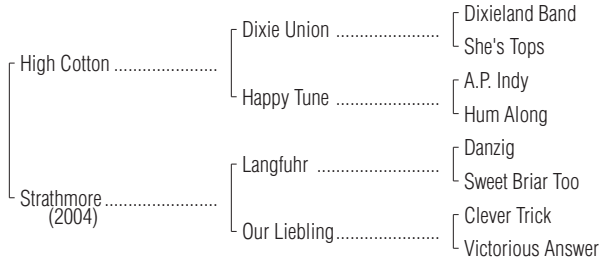 Dixieland Band
Dixie Union ....................
She's Tops
High Cotton ....................
A.P. Indy
Happy Tune ....................
Hum Along
Danzig
Langfuhr .......................
Sweet Briar Too
Strathmore ......................
(2004)
Clever Trick
Our Liebling ....................
Victorious Answer